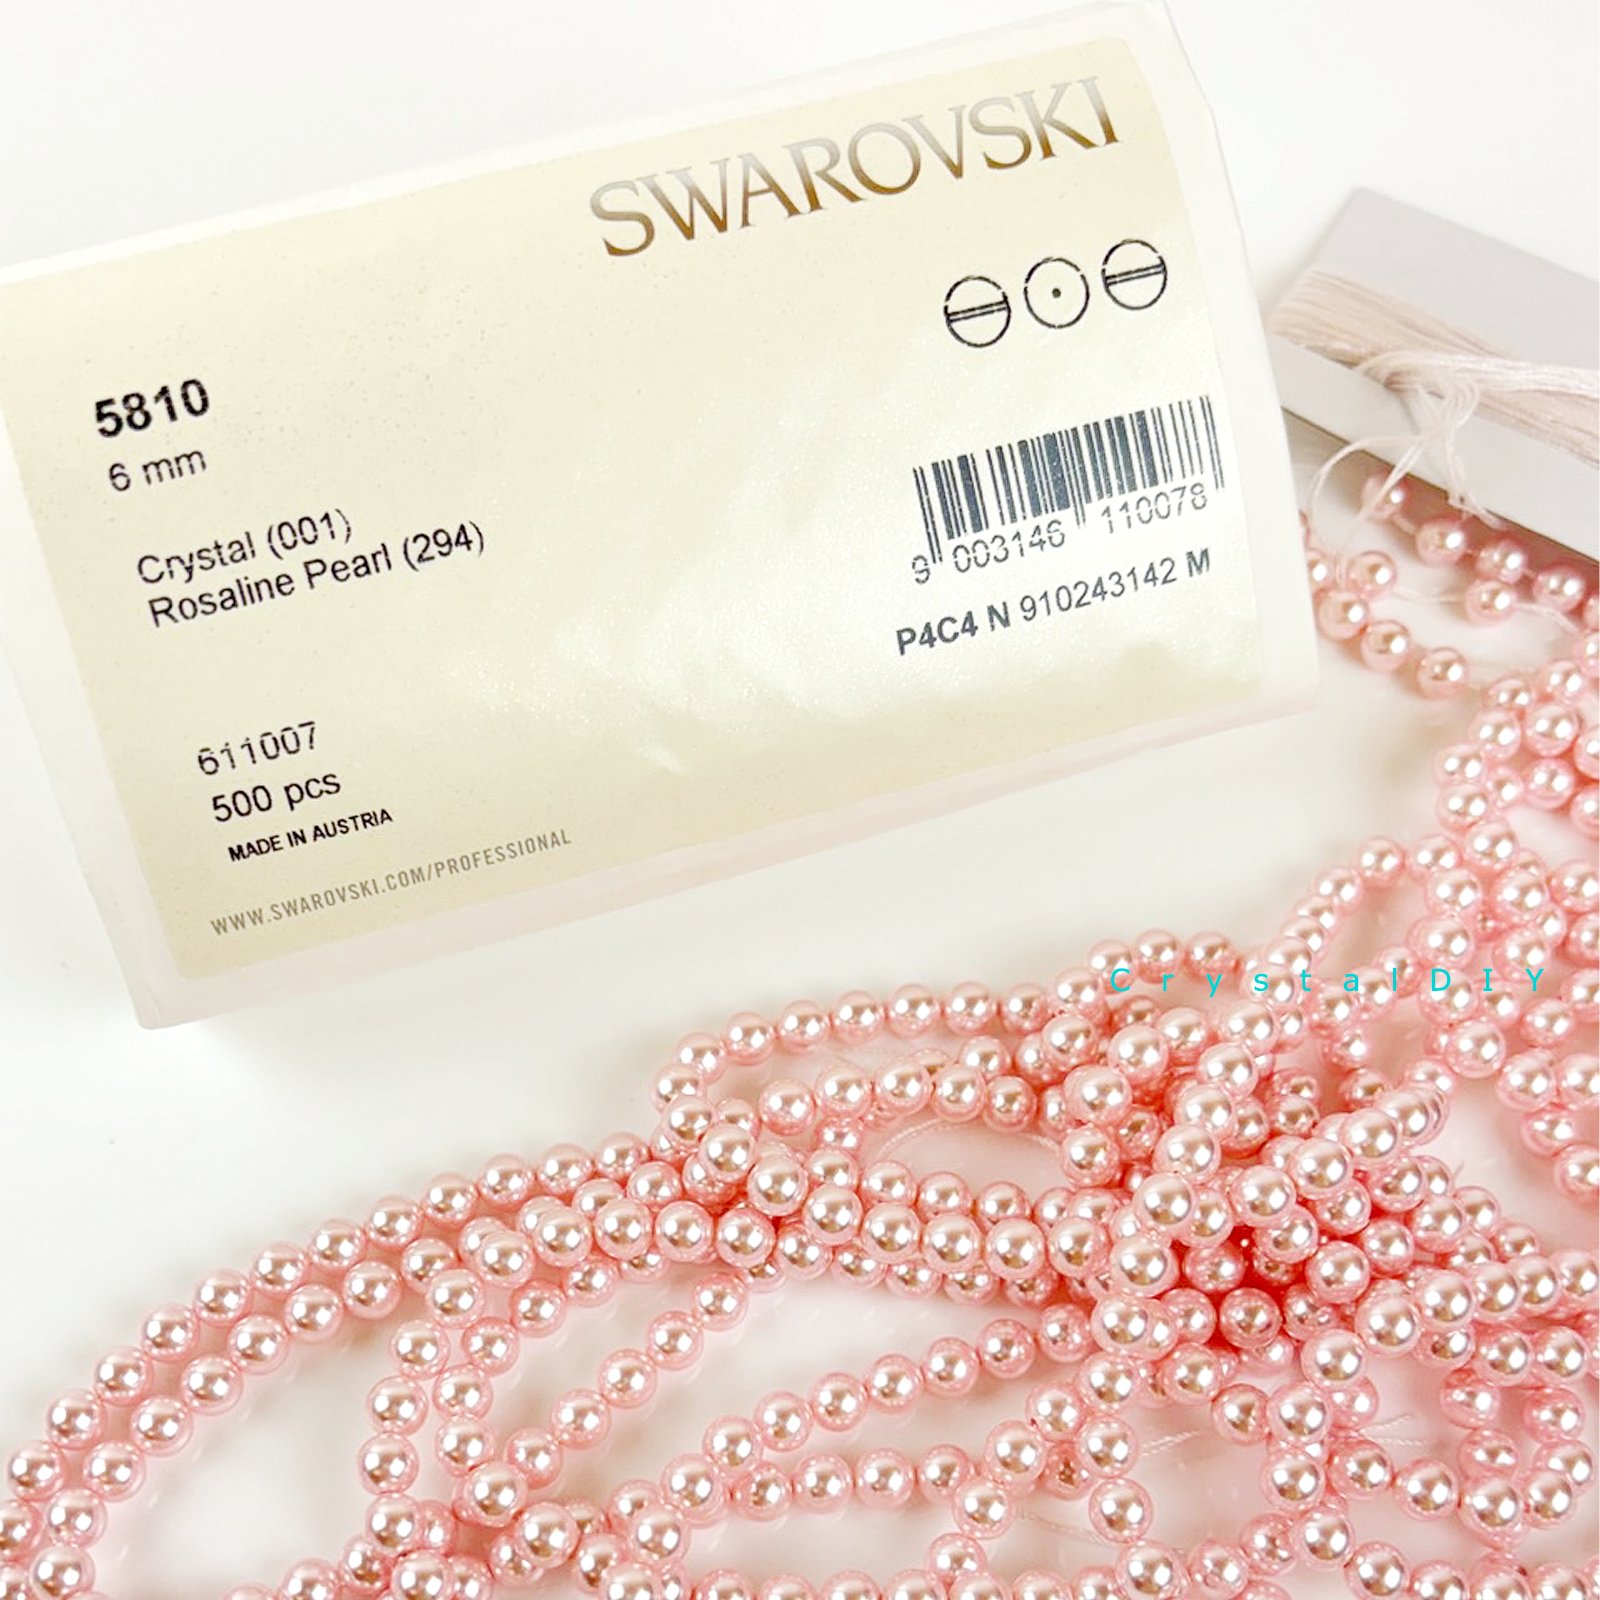 SWAROVSKI
5810
6 mm
Crystal (001)
Rosaline Pearl (294)
9 003146 110078
P4C4 N 910243142 M
611007
500 pcs
MADE IN AUSTRIA
WWW.SWAROVSKI.COM/PROFESSIONAL
CrystalDIY